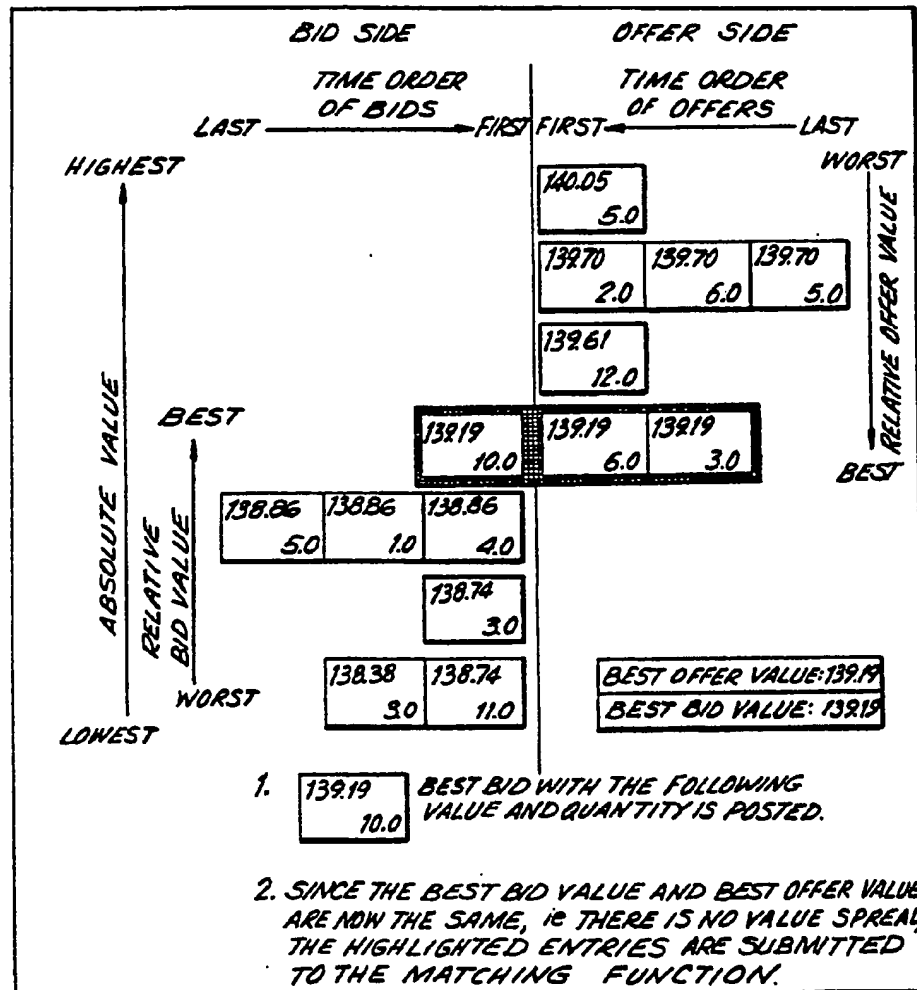 BID SIDE
OFFER SIDE
TIME ORDER
OF BIDS
TIME ORDER
OF OFFERS
LAST
FIRST
FIRST
LAST
HIGHEST
WORST
140.05
5.0
139.70
139.70
139.70
2.0
6.0
5.0
139.61
12.0
RELATIVE OFFER VALUE
ABSOLUTE VALUE
BEST
139.19
139.19
139.19
10.0
6.0
3.0
BEST
RELATIVE
BID VALUE
138.86
138.86
138.86
5.0
1.0
4.0
138.74
3.0
138.38
138.74
3.0
11.0
WORST
LOWEST
BEST OFFER VALUE:139.19
BEST BID VALUE: 139.19
1.
139.19
10.0
BEST BID WITH THE FOLLOWING
VALUE AND QUANTITY IS POSTED.
2. SINCE THE BEST BID VALUE AND BEST OFFER VALUE
ARE NOW THE SAME, ie THERE IS NO VALUE SPREAD,
THE HIGHLIGHTED ENTRIES ARE SUBMITTED
TO THE MATCHING FUNCTION.